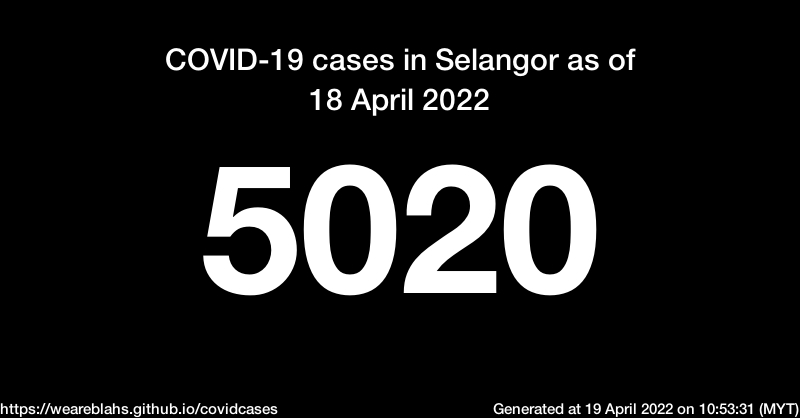 COVID-19 cases in Selangor as of
18 April 2022
5020
https://weareblahs.github.io/covidcases
Generated at 19 April 2022 on 10:53:31 (MYT)